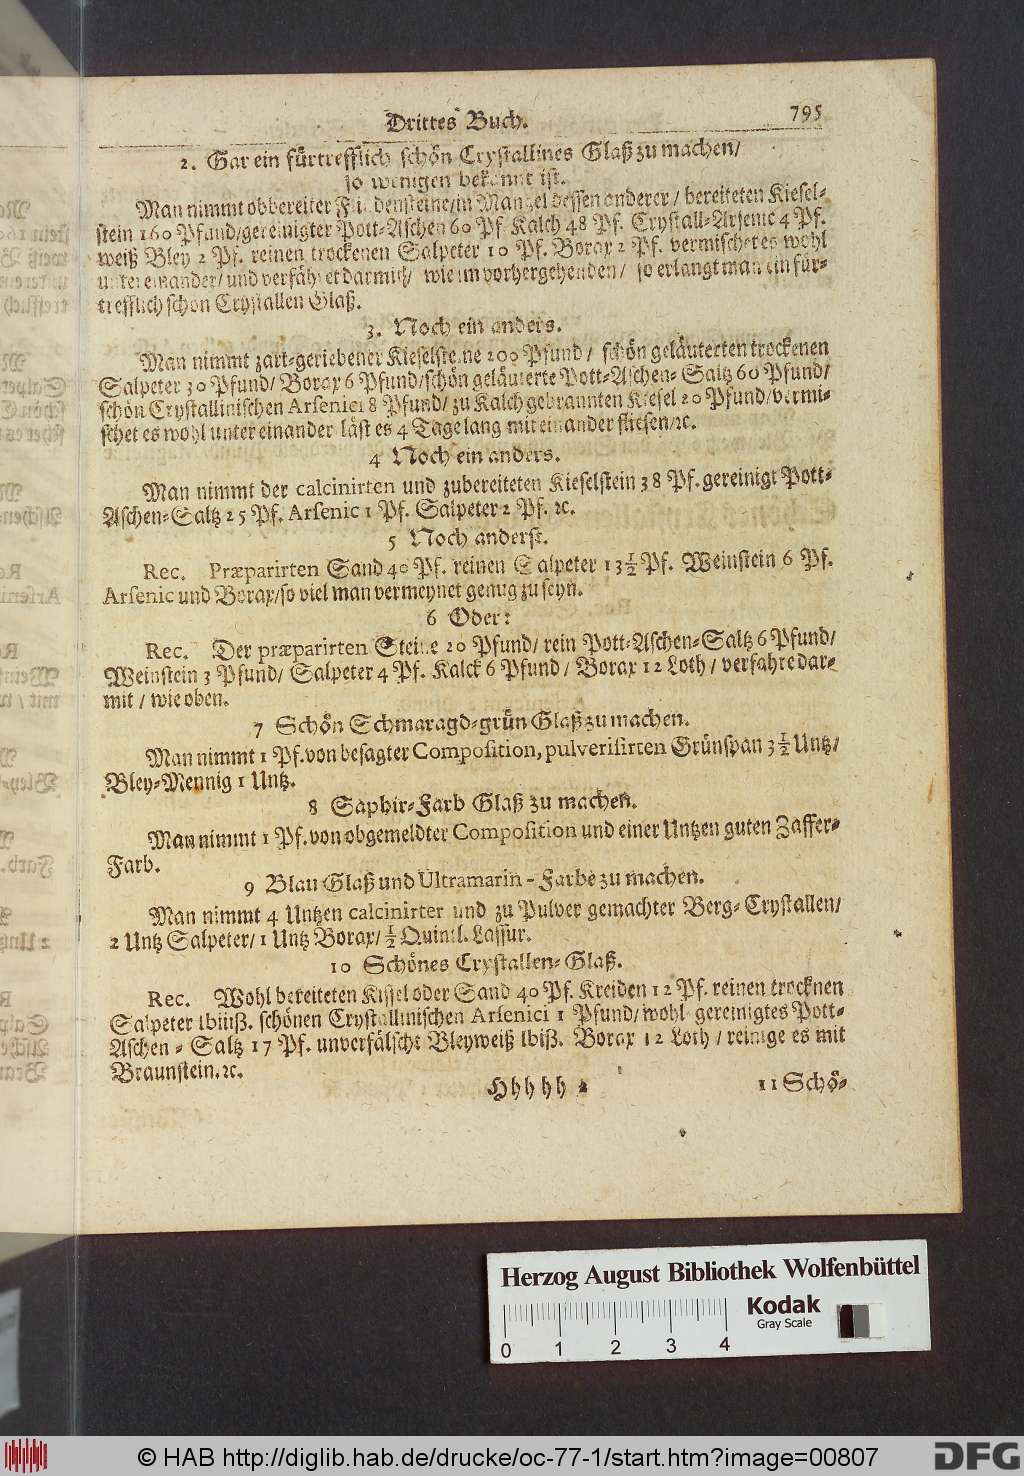 Drittes Buch. 795
2. Gar ein fürtrefflich schön Crystallines Glaß zu machen/
so wenigen bekannt ist.
Man nimmt obbereiter /in Mangel dessen anderer / bereiteten Kiesel-
stein 160 Pfund/gereinigter Pott-Aschen 60 Pf. Kalch 48 Pf. Crystall-Arsenic 4 Pf.
weiß Bley 2 Pf. reinen trockenen Salpeter 10 Pf. Borax 2 Pf. vermischet es wohl
unter einander/ und verfähret darmit/ wie im vorhergehenden/ so erlangt man ein für-
trefflich schön Crystallen Glaß.
3. Noch ein anders.
Man nimmt zart-geriebener Kieselsteine 200 Pfund / schön geläuterten trockenen
Salpeter 30 Pfund/ Borax 6 Pfund/schön geläuterte Pott-Aschen-Saltz 60 Pfund/
schön Crystallinischen Arsenici 8 Pfund/ zu Kalch gebrannten Kiesel 20 Pfund/vermi-
schet es wohl unter einander läst es 4 Tage lang mit einander fliesen/ꝛc.
4 Noch ein anders.
Man nimmt der calcinirten und zubereiteten Kieselstein 38 Pf. gereinigt Pott-
Aschen-Saltz 25 Pf. Arsenic 1 Pf. Salpeter 2 Pf. ꝛc.
5 Noch anderst.
Rec. Præparirten Sand 40 Pf. reinen Salpeter 13½ Pf. Weinstein 6 Pf.
Arsenic und Borax/so viel man vermeynet genug zu seyn.
6 Oder:
Rec. Der præparirten Steine 20 Pfund/ rein Pott-Aschen-Saltz 6 Pfund/
Weinstein 3 Pfund/ Salpeter 4 Pf. Kalck 6 Pfund / Borax 12 Loth / verfahre dar-
mit / wie oben.
7 Schön Schmaragd-grün Glaß zu machen.
Man nimmt 1 Pf. von besagter Composition, pulverisirten Grünspan 3½ Untz/
Bley-Mennig 1 Untz.
8 Saphir-Farb Glaß zu machen.
Man nimmt 1 Pf. von obgemeldter Composition und einer Untzen guten Zaffer-
Farb.
9 Blau Glaß und Ultramarin-Farbe zu machen.
Man nimmt 4 Untzen calcinirter und zu Pulver gemachter Berg-Crystallen/
2 Untz Salpeter/ 1 Untz Borax/ ½ Quintl. Lassur.
10 Schönes Crystallen-Glaß.
Rec. Wohl bereiteten Kissel oder Sand 40 Pf. Kreiden 12 Pf. reinen trocknen
Salpeter lbiiiß. schönen Crystallinischen Arsenici 1 Pfund/wohl gereinigtes Pott-
Aschen-Saltz 17 Pf. unverfälscht Bleyweiß lbiß. Borax 12 Loth / reinige es mit
Braunstein.ꝛc.
Hhhhh 2 11 Schö-
Herzog August Bibliothek Wolfenbüttel
Kodak
Gray Scale
0 1 2 3 4
© HAB http://diglib.hab.de/drucke/oc-77-1/start.htm?image=00807
DFG